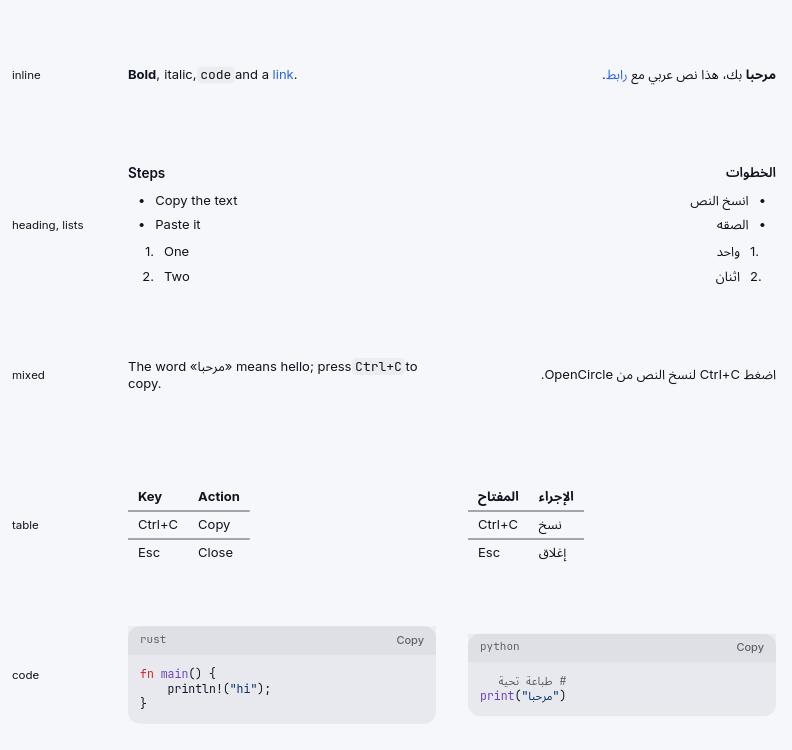 inline
Bold, italic, code and a link.
مرحبا بك، هذا نص عربي مع رابط.
heading, lists
Steps
• Copy the text
• Paste it
1. One
2. Two
الخطوات
• انسخ النص
• الصقه
1. واحد
2. اثنان
mixed
The word «مرحبا» means hello; press Ctrl+C to
copy.
اضغط Ctrl+C لنسخ النص من OpenCircle.
table
Key Action
Ctrl+C Copy
Esc Close
المفتاح الإجراء
Ctrl+C نسخ
Esc إغلاق
code
rust Copy
fn main() {
    println!("hi");
}
python Copy
# طباعة تحية
print("مرحبا")